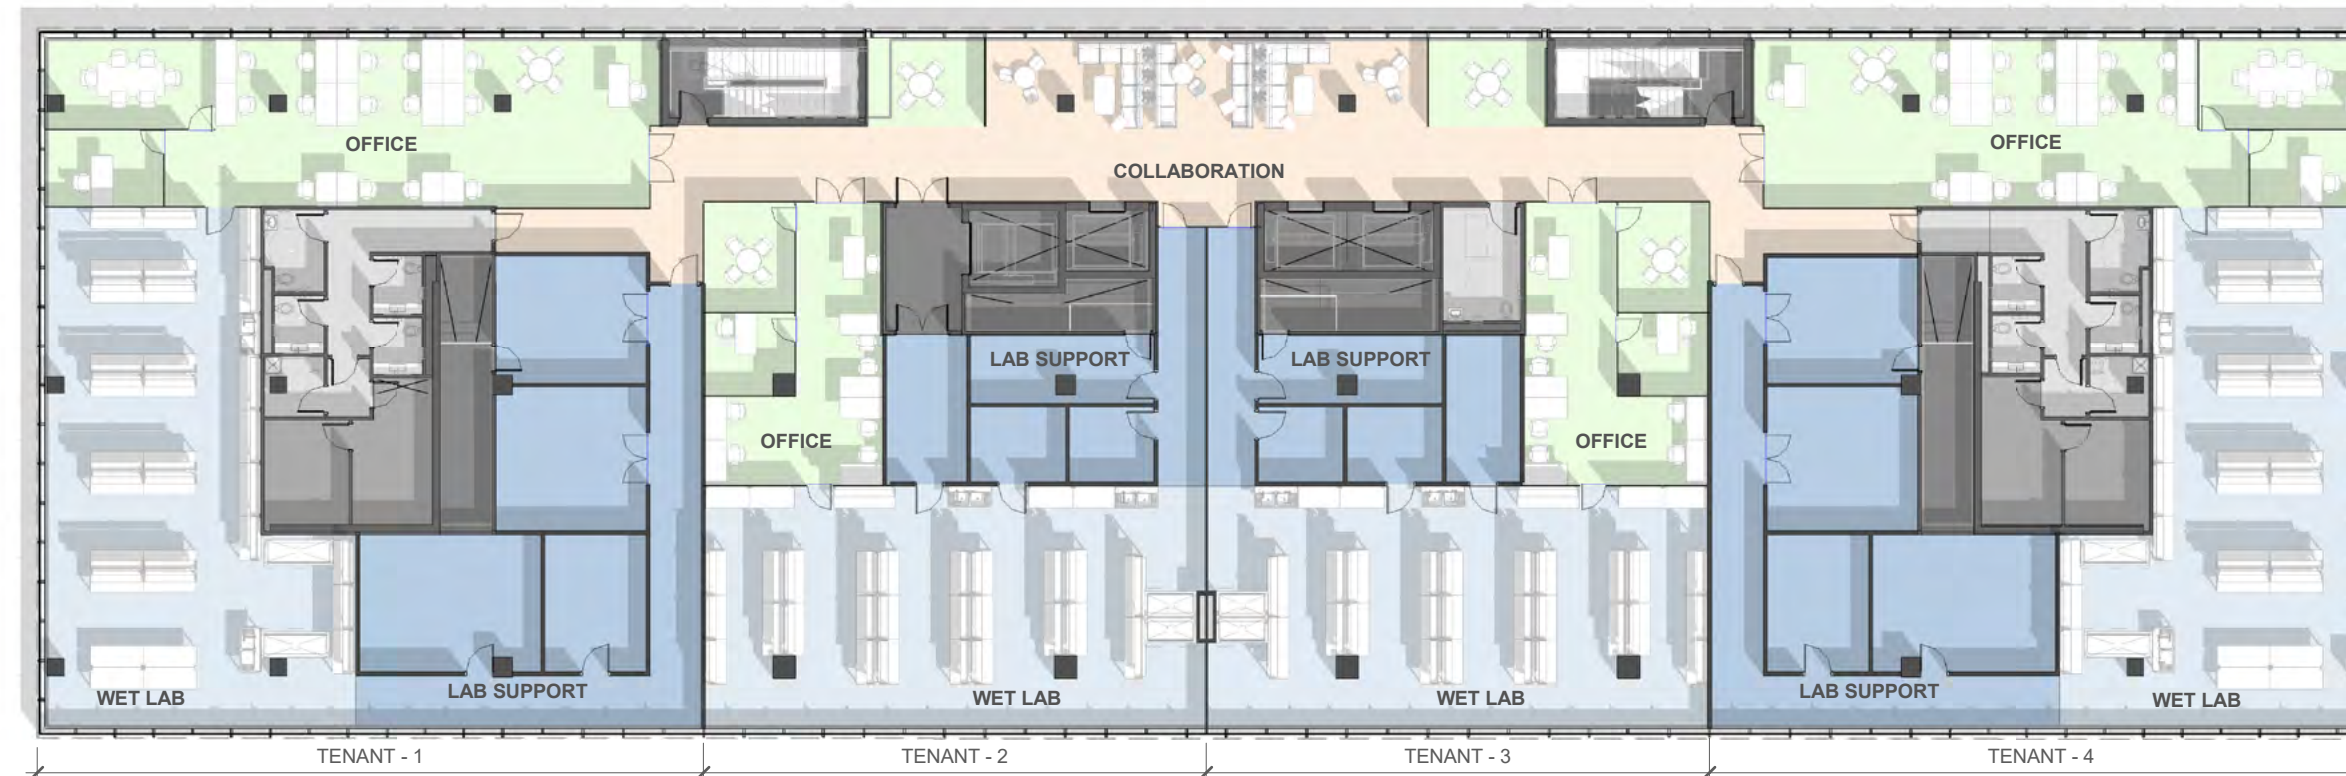 OFFICE
OFFICE
COLLABORATION
LAB SUPPORT
LAB SUPPORT
OFFICE
OFFICE
LAB SUPPORT
LAB SUPPORT
WET LAB
WET LAB
WET LAB
WET LAB
TENANT - 1
TENANT - 2
TENANT - 3
TENANT - 4